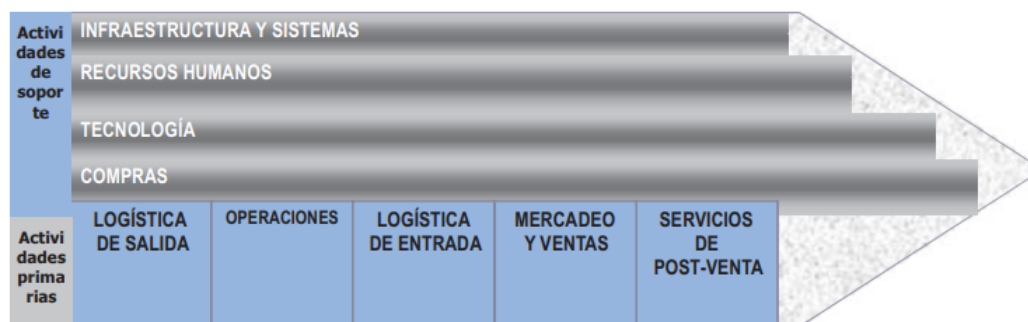 Activi
dades
de
sopor
te
INFRAESTRUCTURA Y SISTEMAS
RECURSOS HUMANOS
TECNOLOGÍA
COMPRAS
Activi
dades
prima
rias
LOGÍSTICA
DE SALIDA
OPERACIONES
LOGÍSTICA
DE ENTRADA
MERCADEO
Y VENTAS
SERVICIOS
DE
POST-VENTA